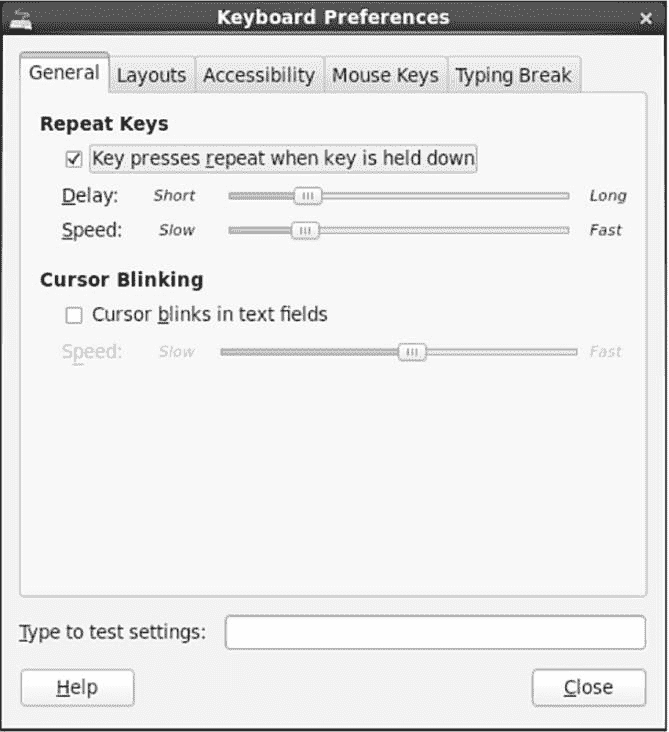 Keyboard Preferences
General Layouts Accessibility Mouse Keys Typing Break
Repeat Keys
Key presses repeat when key is held down
Delay: Short Long
Speed: Slow Fast
Cursor Blinking
Cursor blinks in text fields
Speed: Slow Fast
Type to test settings:
Help Close